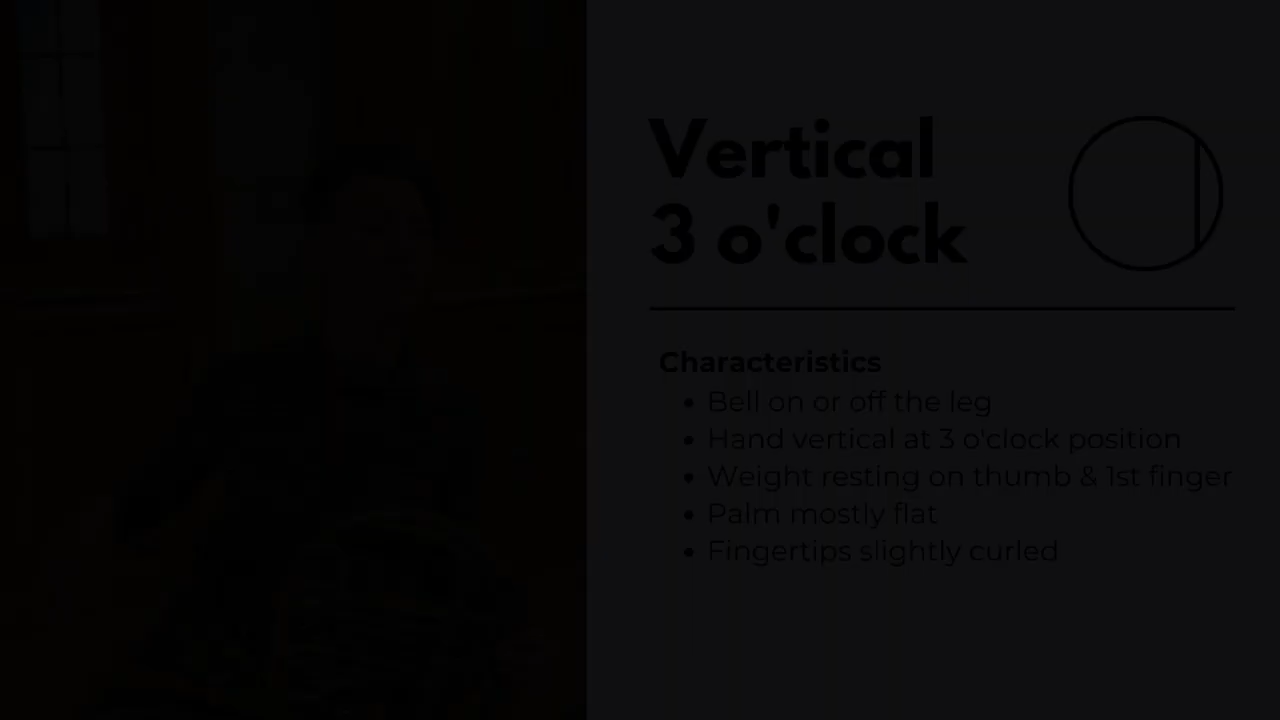 Vertical
3 o'clock
Characteristics
• Bell on or off the leg
• Hand vertical at 3 o'clock position
• Weight resting on thumb & 1st finger
• Palm mostly flat
• Fingertips slightly curled